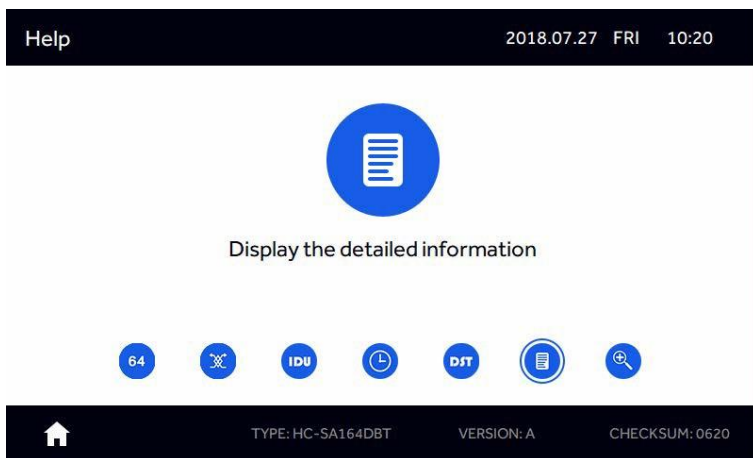 Help 2018.07.27 FRI 10:20
Display the detailed information
64 IDU DST
TYPE: HC-SA164DBT VERSION: A CHECKSUM: 0620